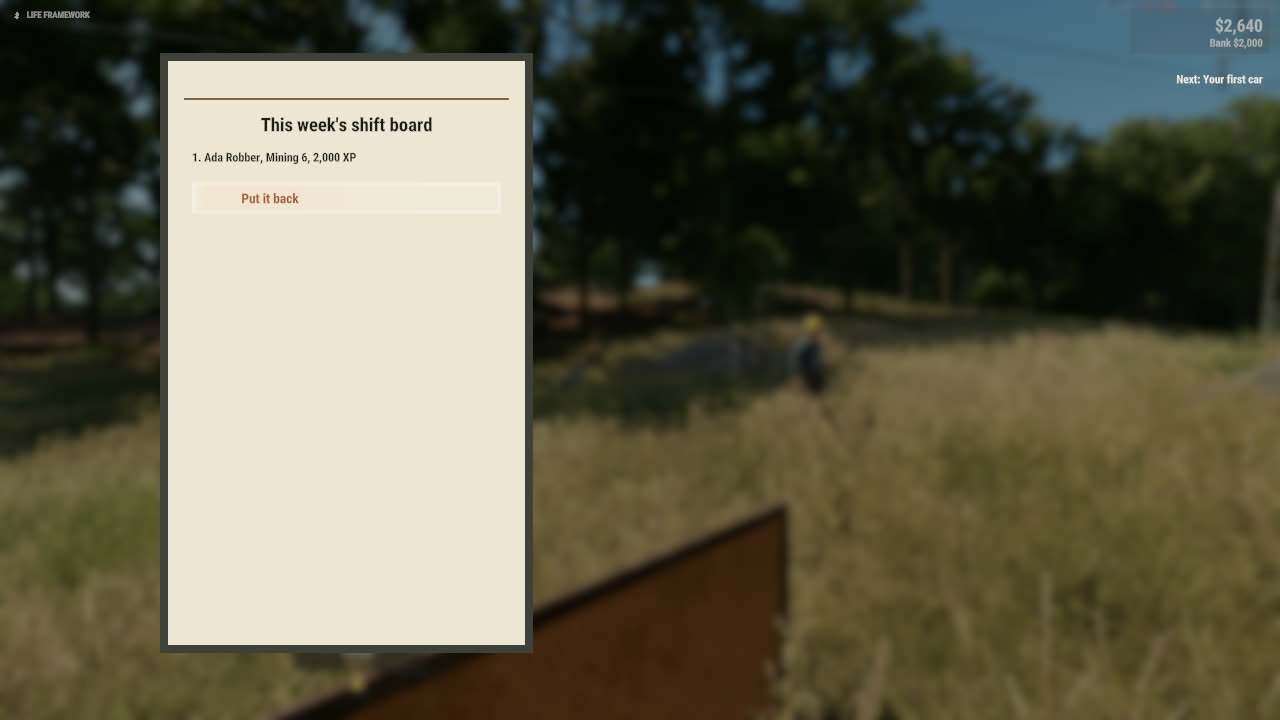 LIFE FRAMEWORK
$2,640
Bank $2,000
Next: Your first car
This week's shift board
1. Ada Robber, Mining 6, 2,000 XP
Put it back